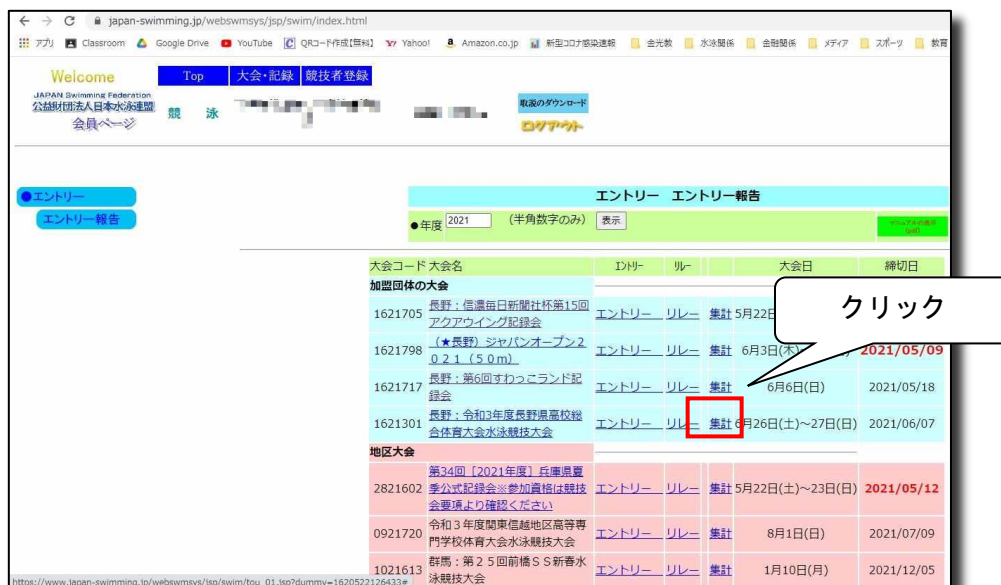 japan-swimming.jp/webswmsys/jsp/swim/index.html
アプリ Classroom Google Drive YouTube QRコード作成【無料】 Yahoo! Amazon.co.jp 新型コロナ感染速報 金光教 水泳関係 金融関係 メディア スポーツ 教育
Welcome Top 大会・記録 競技者登録
JAPAN Swimming Federation
公益財団法人日本水泳連盟 競 泳 取説のダウンロード
会員ページ ログアウト
●エントリー エントリー エントリー報告
エントリー報告 ●年度 2021 (半角数字のみ) 表示
大会コード 大会名 エントリー リレー 大会日 締切日
加盟団体の大会
1621705 長野:信濃毎日新聞社杯第15回アクアウイング記録会 エントリー リレー 集計 5月22日
クリック
1621798 (★長野)ジャパンオープン2021(50m) エントリー リレー 集計 6月3日(木) 2021/05/09
1621717 長野:第6回すわっこランド記録会 エントリー リレー 集計 6月6日(日) 2021/05/18
1621301 長野:令和3年度長野県高校総合体育大会水泳競技大会 エントリー リレー 集計 6月26日(土)~27日(日) 2021/06/07
地区大会
2821602 第34回[2021年度]兵庫県夏季公式記録会※参加資格は競技会要項より確認ください エントリー リレー 集計 5月22日(土)~23日(日) 2021/05/12
0921720 令和3年度関東信越地区高等専門学校体育大会水泳競技大会 エントリー リレー 集計 8月1日(日) 2021/07/09
1021613 群馬:第25回前橋SS新春水泳競技大会 エントリー リレー 集計 1月10日(月) 2021/12/05
https://www.japan-swimming.jp/webswmsys/jsp/swim/tou_01.jsp?dummy=1620522126433#